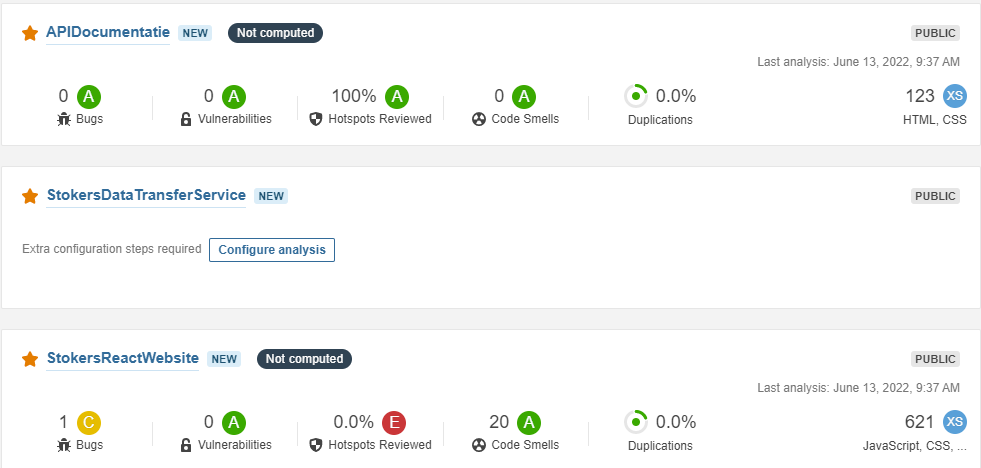 APIDocumentatie NEW Not computed PUBLIC
Last analysis: June 13, 2022, 9:37 AM
0 A 0 A 100% A 0 A 0.0% 123 XS
Bugs Vulnerabilities Hotspots Reviewed Code Smells Duplications HTML, CSS
StokersDataTransferService NEW PUBLIC
Extra configuration steps required Configure analysis
StokersReactWebsite NEW Not computed PUBLIC
Last analysis: June 13, 2022, 9:37 AM
1 C 0 A 0.0% E 20 A 0.0% 621 XS
Bugs Vulnerabilities Hotspots Reviewed Code Smells Duplications JavaScript, CSS, ...